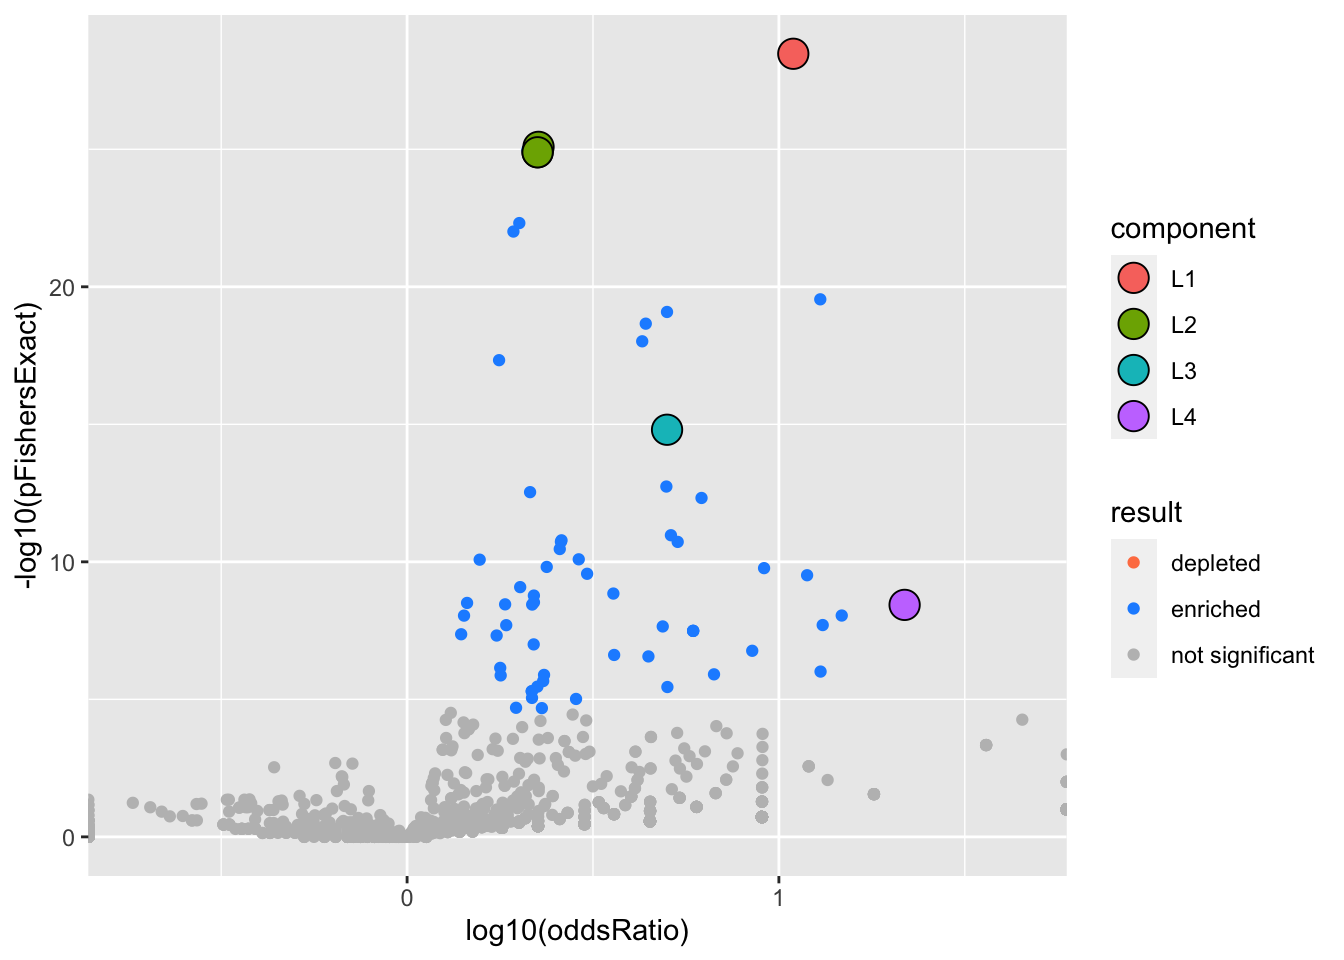 component
L1
L2
L3
L4
result
depleted
enriched
not significant
20
10
0
0
1
-log10(pFishersExact)
log10(oddsRatio)